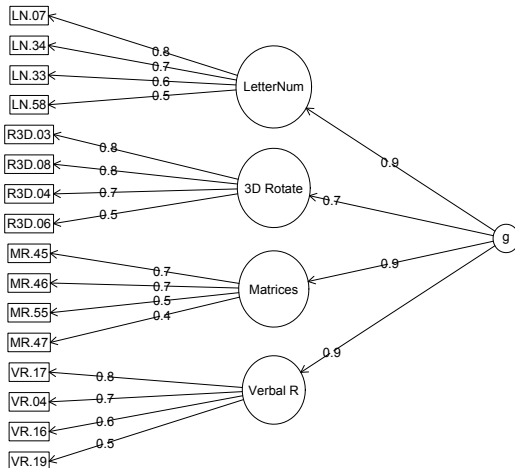 LN.07
LN.34
LN.33
LN.58
0.8
0.7
0.6
0.5
LetterNum
R3D.03
R3D.08
R3D.04
R3D.06
0.8
0.8
0.7
0.5
3D Rotate
MR.45
MR.46
MR.55
MR.47
0.7
0.7
0.5
0.4
Matrices
VR.17
VR.04
VR.16
VR.19
0.8
0.7
0.6
0.5
Verbal R
0.9
0.7
0.9
0.9
g